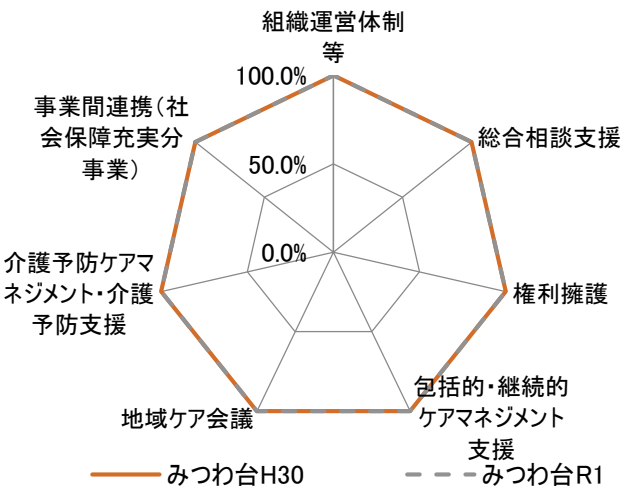 組織運営体制
等
100.0%
50.0%
0.0%
総合相談支援
権利擁護
包括的・継続的
ケアマネジメント
支援
地域ケア会議
介護予防ケアマ
ネジメント・介護
予防支援
事業間連携（社
会保障充実分
事業）
みつわ台H30
みつわ台R1